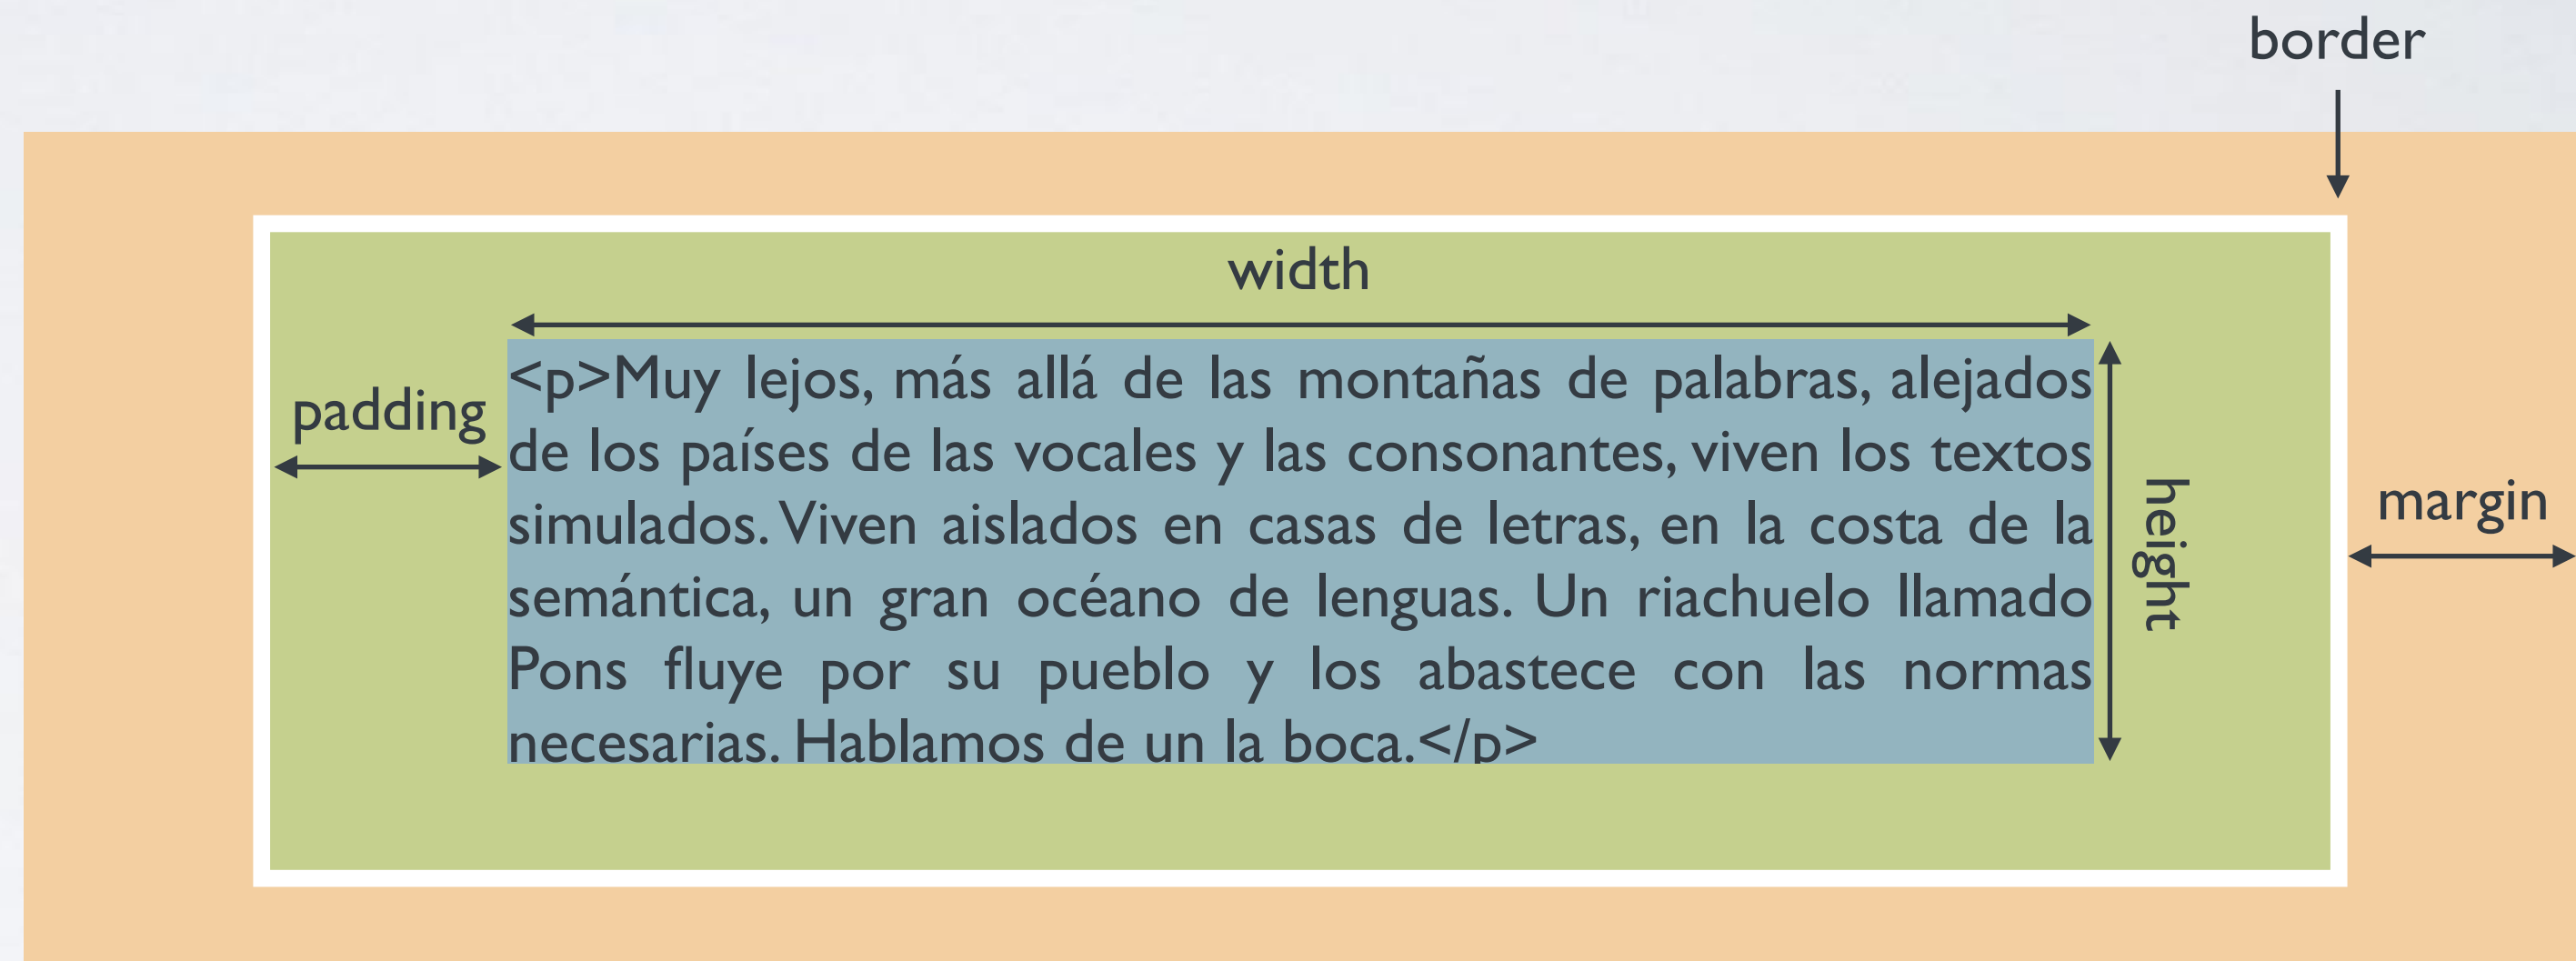 border
width
padding
<p>Muy lejos, más allá de las montañas de palabras, alejados
de los países de las vocales y las consonantes, viven los textos
simulados. Viven aislados en casas de letras, en la costa de la
semántica, un gran océano de lenguas. Un riachuelo llamado
Pons fluye por su pueblo y los abastece con las normas
necesarias. Hablamos de un la boca.</p>
height
margin